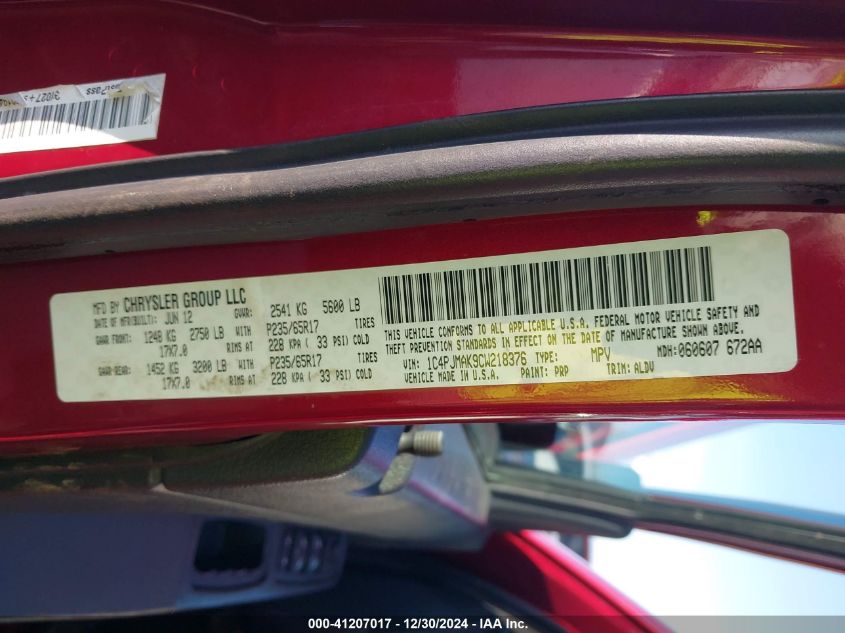 31027+5
MFD BY CHRYSLER GROUP LLC
DATE OF MFR(BUILT): JUN 12 GVWR: 2541 KG 5600 LB
GAWR FRONT: 1248 KG 2750 LB WITH P235/65R17 TIRES
17X7.0 RIMS AT 228 KPA ( 33 PSI) COLD
GAWR-REAR: 1452 KG 3200 LB WITH P235/65R17 TIRES
17X7.0 RIMS AT 228 KPA ( 33 PSI) COLD
THIS VEHICLE CONFORMS TO ALL APPLICABLE U.S.A. FEDERAL MOTOR VEHICLE SAFETY AND
THEFT PREVENTION STANDARDS IN EFFECT ON THE DATE OF MANUFACTURE SHOWN ABOVE.
VIN: 1C4PJMAK9CW218376 TYPE: MPV MDH:060607 672AA
VEHICLE MADE IN U.S.A. PAINT: PRP TRIM: ALDV
000-41207017 — 12/30/2024 — IAA Inc.